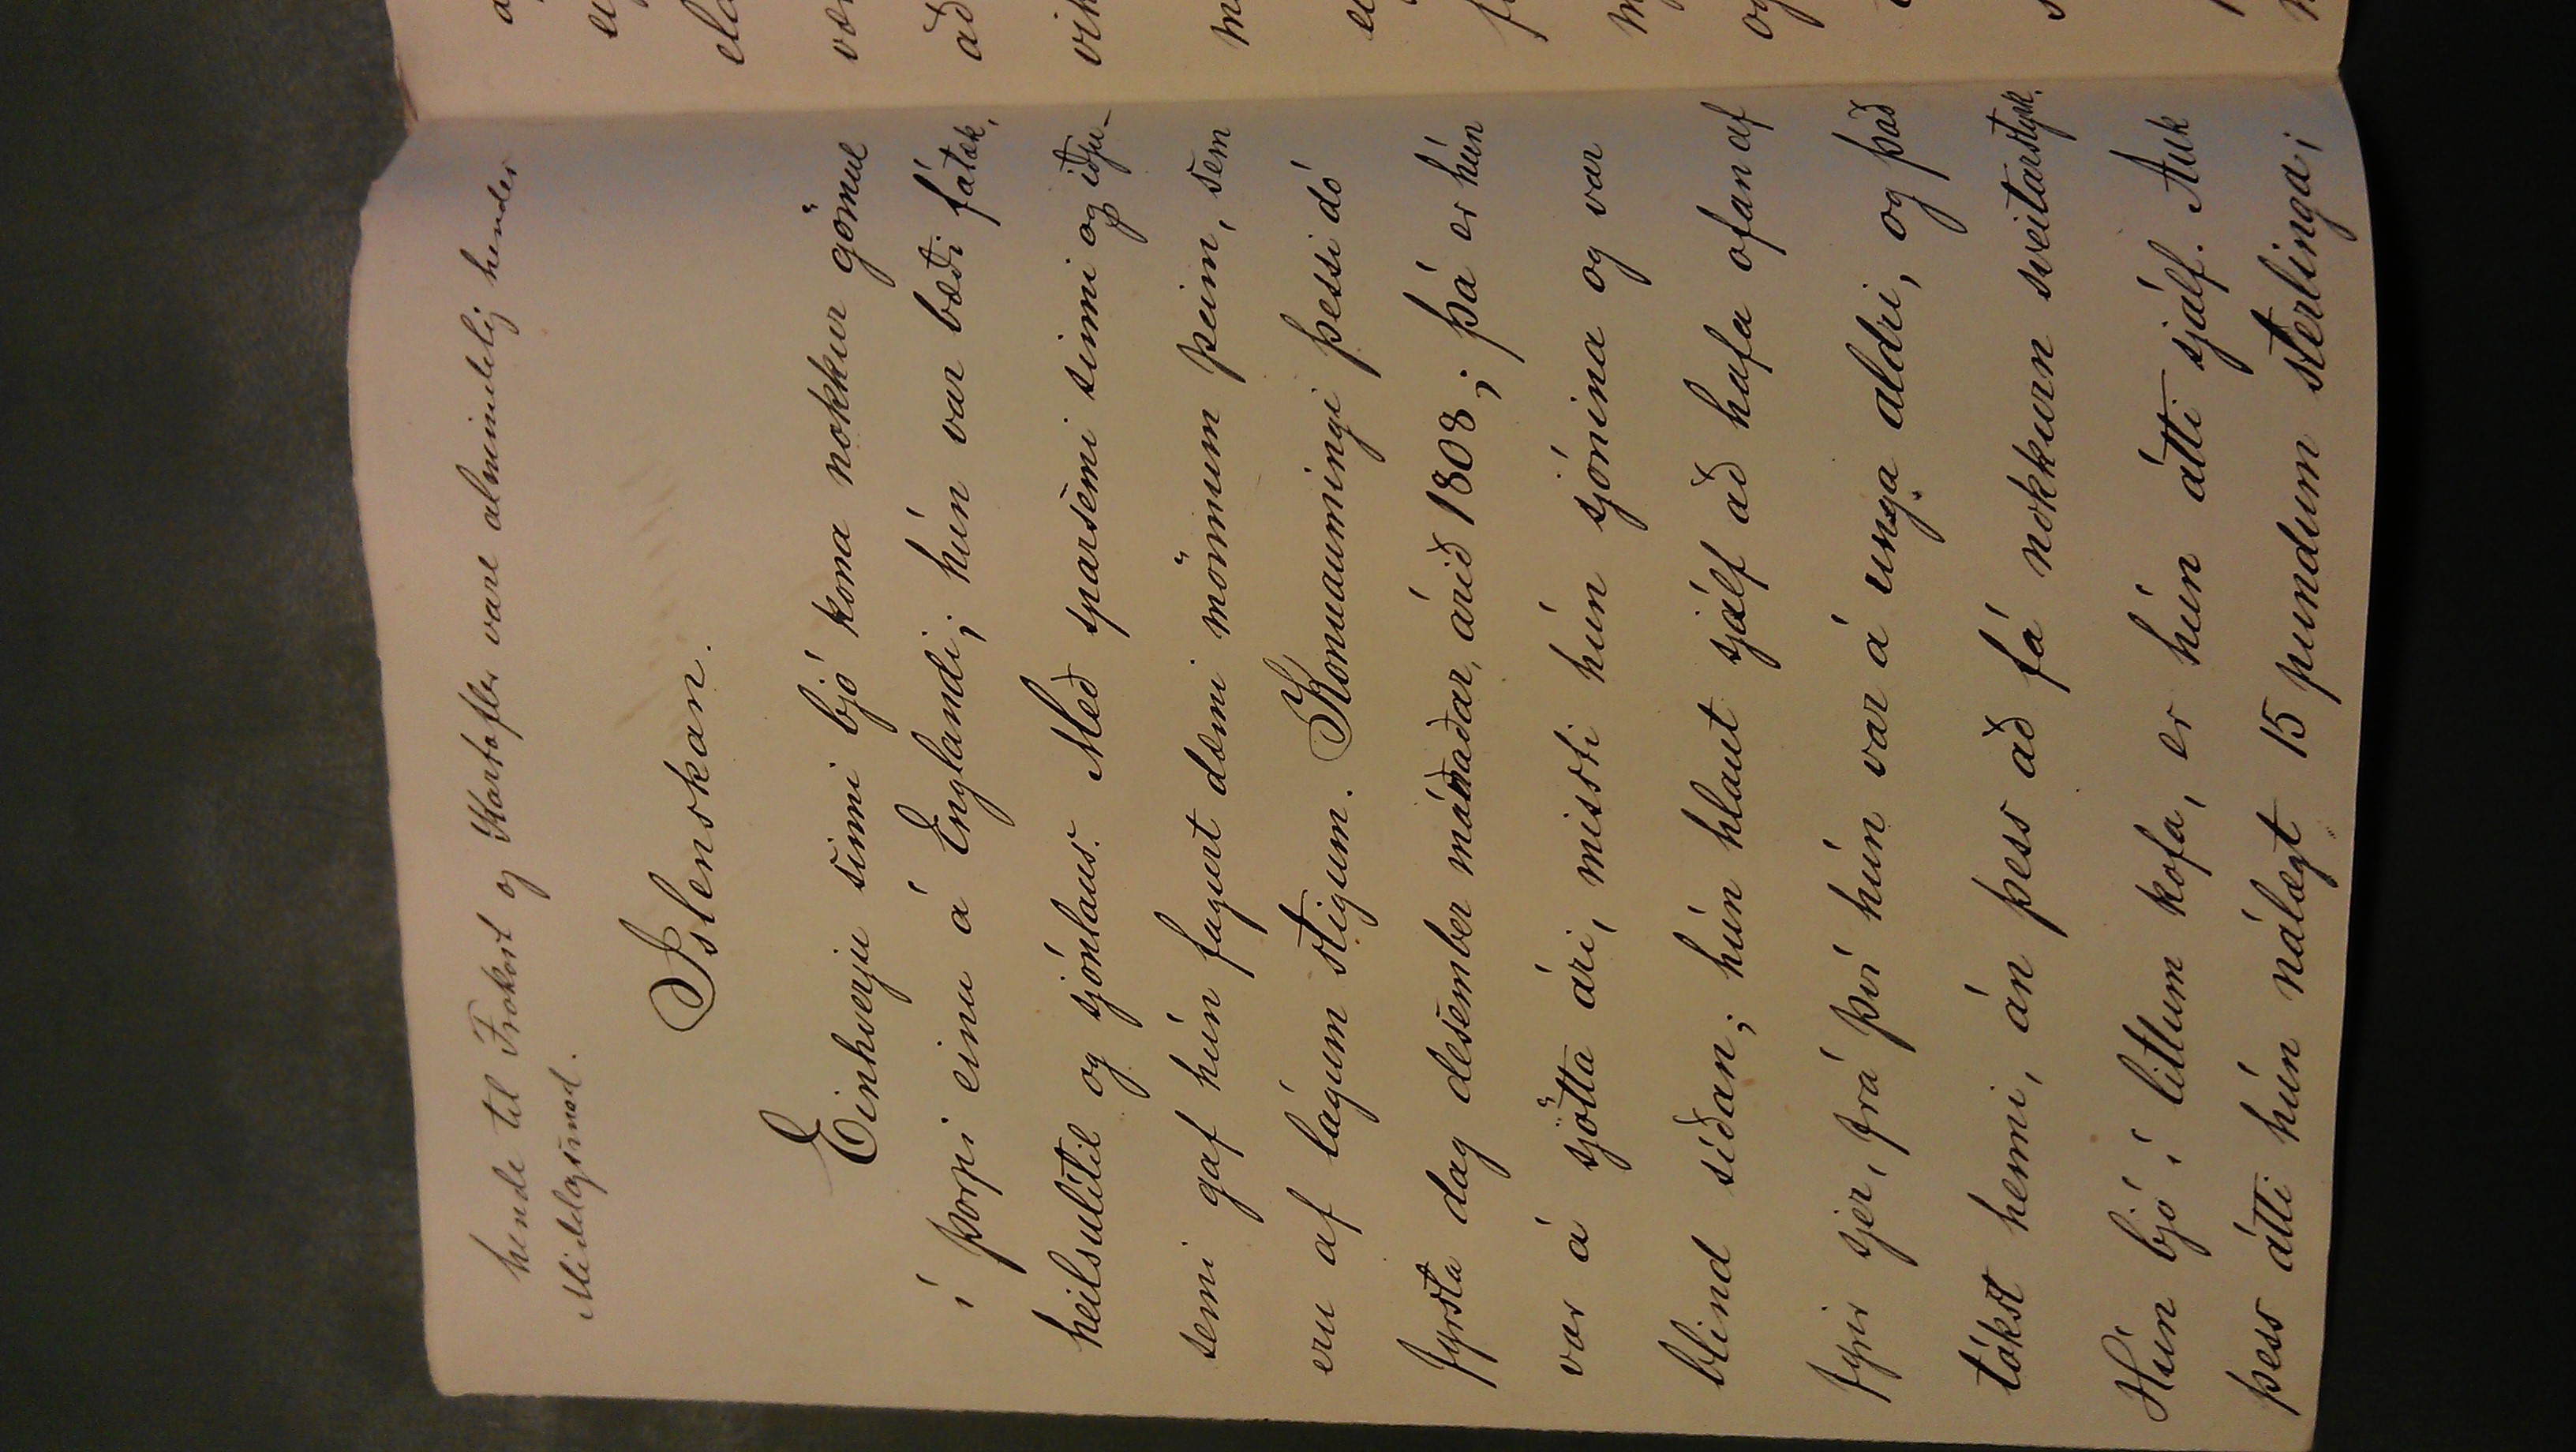 hende til Frokost og Kartofler vare almindelig hendes
Middagsmad.
Islenskan.
Einhverju sinni bjó kona nokkur gömul
í þorpi einu á Englandi; hún var bæði fátæk,
heilsulítil og sjónlaus. Með sparsemi sinni og iðju-
semi gaf hún fagurt dæmi mönnum þeim, sem
eru af lágum stigum. Konuaumingi þessi dó
fyrsta dag desember mánaðar, árið 1808; þá er hún
var á sjötta ári, missti hún sjónina og var
blind síðan; hún hlaut sjálf að hafa ofan af
fyrir sjer, frá því hún var á unga aldri, og það
tókst henni, án þess að fá nokkurn sveitarstyrk.
Hún bjó í litlum kofa, er hún átti sjálf. Auk
þess átti hún nálægt 15 pundum sterlinga;